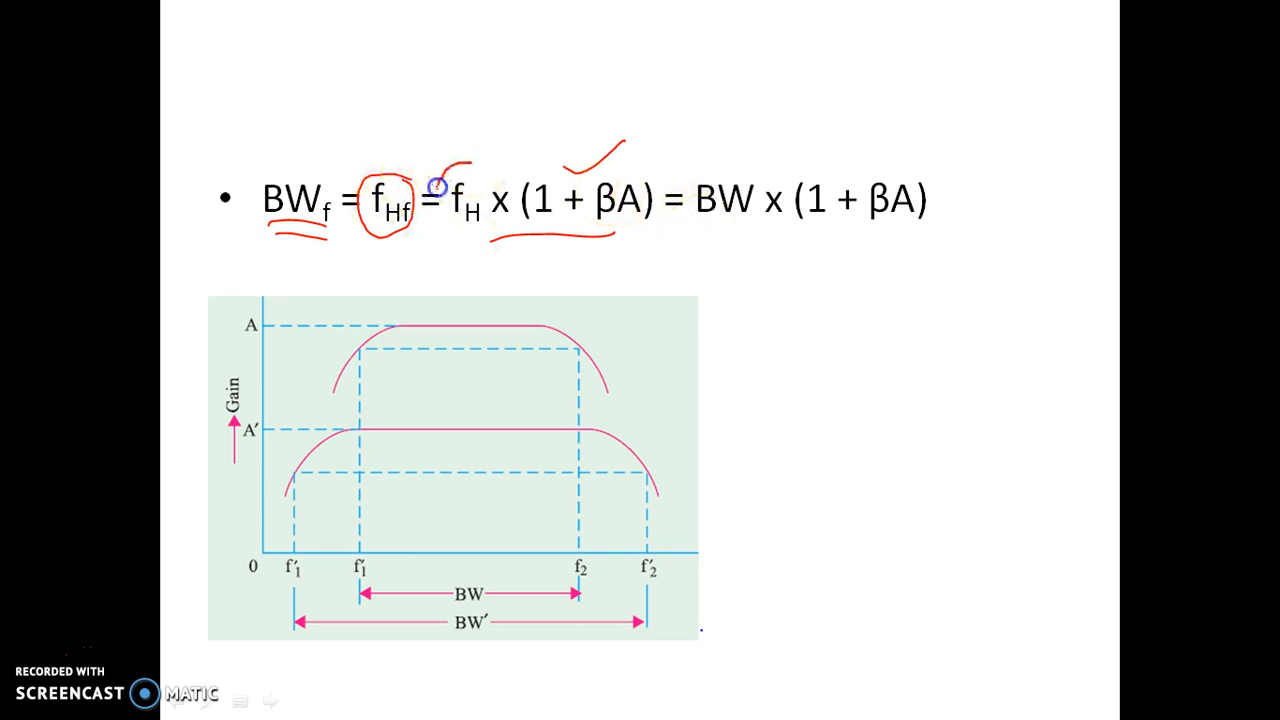 • BWf = fHf = fH x (1 + βA) = BW x (1 + βA)
A
Gain
A′
0 f′1 f′1 f2 f′2
BW
BW′
RECORDED WITH
SCREENCAST MATIC